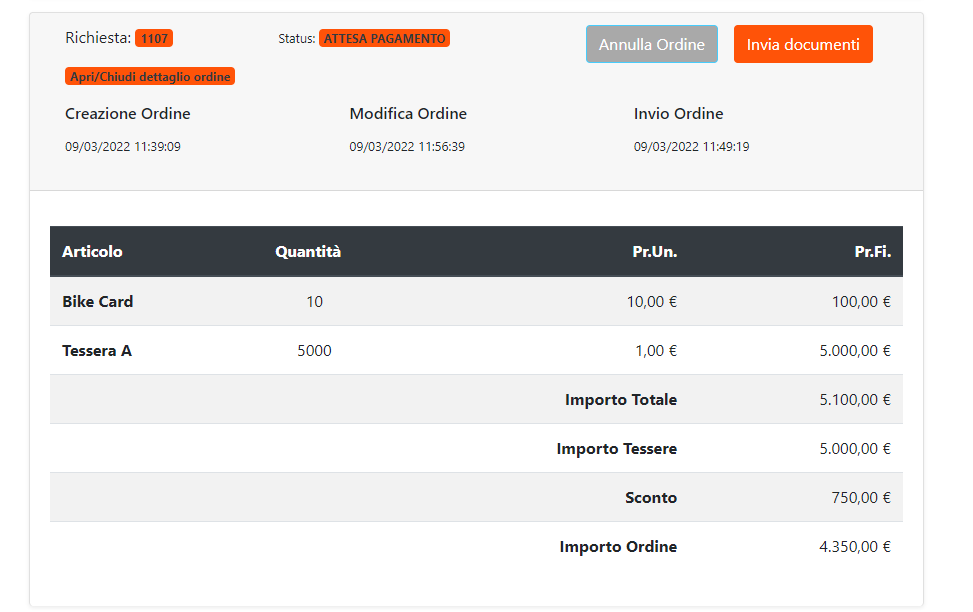 Richiesta: 1107 Status: ATTESA PAGAMENTO Annulla Ordine Invia documenti
Apri/Chiudi dettaglio ordine
Creazione Ordine Modifica Ordine Invio Ordine
09/03/2022 11:39:09 09/03/2022 11:56:39 09/03/2022 11:49:19
Articolo Quantità Pr.Un. Pr.Fi.
Bike Card 10 10,00 € 100,00 €
Tessera A 5000 1,00 € 5.000,00 €
Importo Totale 5.100,00 €
Importo Tessere 5.000,00 €
Sconto 750,00 €
Importo Ordine 4.350,00 €